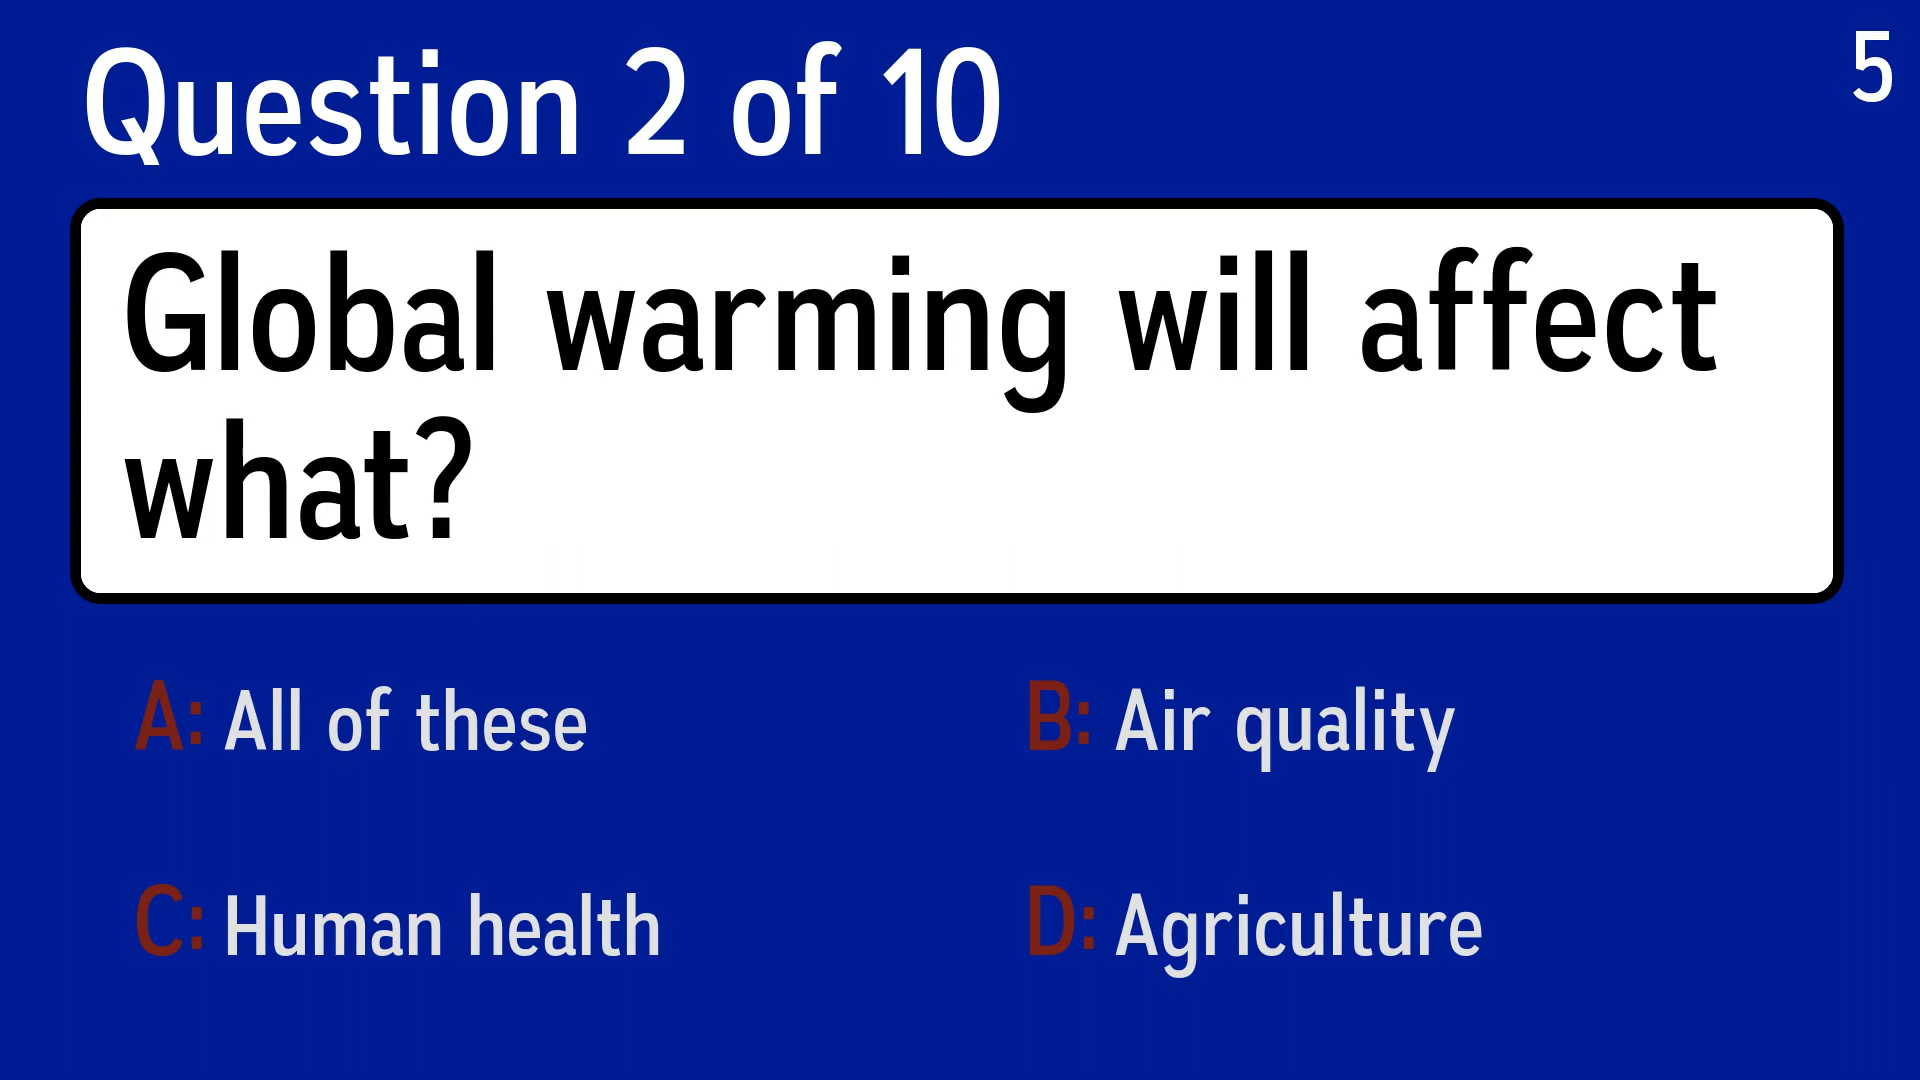 Question 2 of 10
5
Global warming will affect
what?
A: All of these
B: Air quality
C: Human health
D: Agriculture